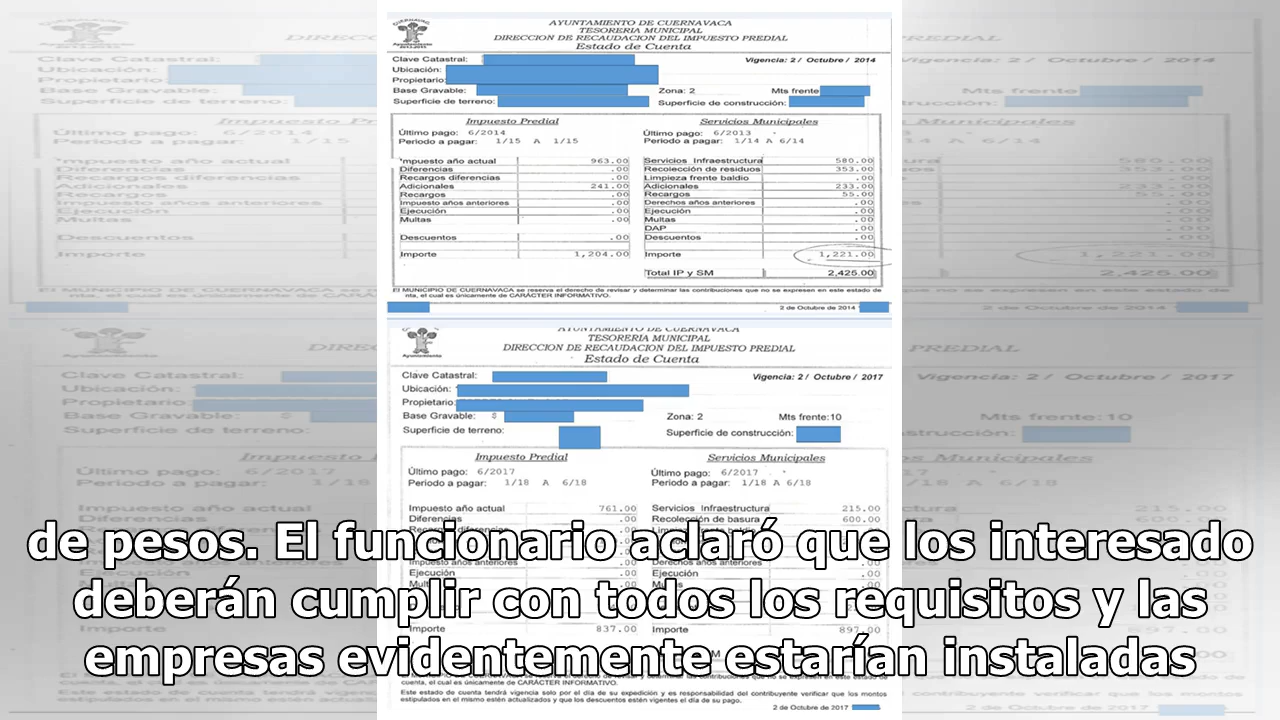 AYUNTAMIENTO DE CUERNAVACA
TESORERIA MUNICIPAL
DIRECCION DE RECAUDACION DEL IMPUESTO PREDIAL
Estado de Cuenta
Clave Catastral: Vigencia: 2 / Octubre / 2014
Ubicación:
Propietario:
Base Gravable: Zona: 2 Mts frente
Superficie de terreno: Superficie de construcción:
Impuesto Predial Servicios Municipales
Último pago: 6/2014 Último pago: 6/2013
Periodo a pagar: 1/15 A 1/15 Periodo a pagar: 1/14 A 6/14
Impuesto año actual 963.00 Servicios Infraestructura 580.00
Diferencias .00 Recolección de residuos 353.00
Recargos diferencias .00 Limpieza frente baldio .00
Adicionales 241.00 Adicionales 233.00
Recargos .00 Recargos 55.00
Impuesto años anteriores .00 Derechos años anteriores .00
Ejecución .00 Ejecución .00
Multas .00 Multas .00
DAP .00
Descuentos .00 Descuentos .00
Importe 1,204.00 Importe 1,221.00
Total IP y SM 2,425.00
El MUNICIPIO DE CUERNAVACA se reserva el derecho de revisar y determinar las contribuciones que no se expresen en este estado de
nta, el cual es únicamente de CARÁCTER INFORMATIVO.
2 de Octubre de 2014
AYUNTAMIENTO DE CUERNAVACA
TESORERIA MUNICIPAL
DIRECCION DE RECAUDACION DEL IMPUESTO PREDIAL
Ayuntamiento
Estado de Cuenta
Clave Catastral: Vigencia: 2 / Octubre / 2017
Ubicación:
Propietario:
Base Gravable: $ Zona: 2 Mts frente:10
Superficie de terreno: Superficie de construcción:
Impuesto Predial Servicios Municipales
Último pago: 6/2017 Último pago: 6/2017
Periodo a pagar: 1/18 A 6/18 Periodo a pagar: 1/18 A 6/18
Impuesto año actual 761.00 Servicios Infraestructura 215.00
Diferencias .00 Recolección de basura 600.00
de pesos. El funcionario aclaró que los interesado
Ejecución .00 Ejecución .00
deberán cumplir con todos los requisitos y las
Importe 837.00 Importe 897.00
empresas evidentemente estarían instaladas
cuenta, el cual es únicamente de CARÁCTER INFORMATIVO.
Este estado de cuenta tendrá vigencia solo por el día de su expedición y es responsabilidad del contribuyente verificar que los montos
estipulados en el mismo estén actualizados y que los descuentos estén vigentes el día de su pago.
2 de Octubre de 2017